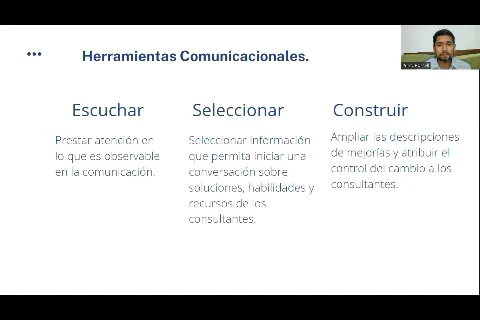 Herramientas Comunicacionales.
Escuchar
Prestar atención en
lo que es observable
en la comunicación.
Seleccionar
Seleccionar información
que permita iniciar una
conversación sobre
soluciones, habilidades y
recursos de los
consultantes.
Construir
Ampliar las descripciones
de mejorías y atribuir el
control del cambio a los
consultantes.